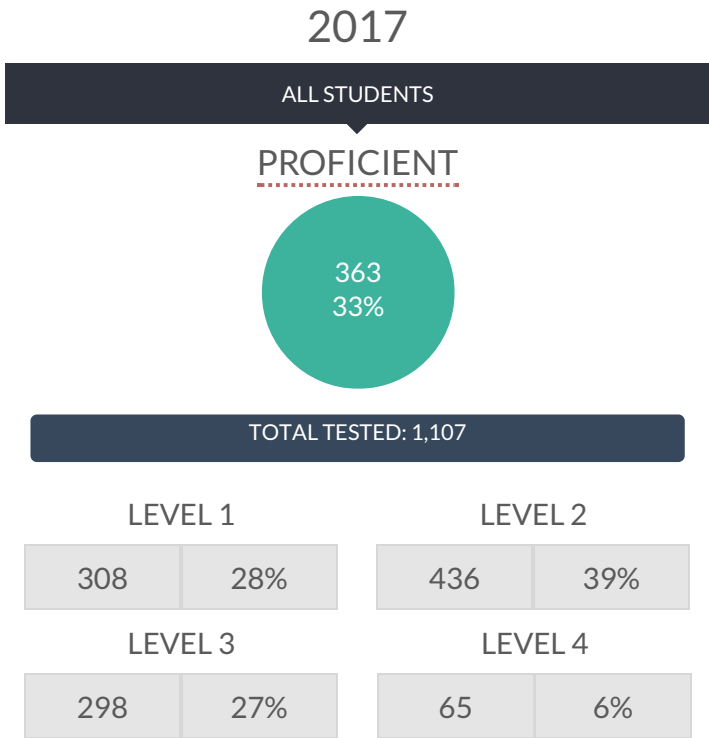 2017
ALL STUDENTS
PROFICIENT
363
33%
TOTAL TESTED: 1,107
LEVEL 1 LEVEL 2
308 28% 436 39%
LEVEL 3 LEVEL 4
298 27% 65 6%